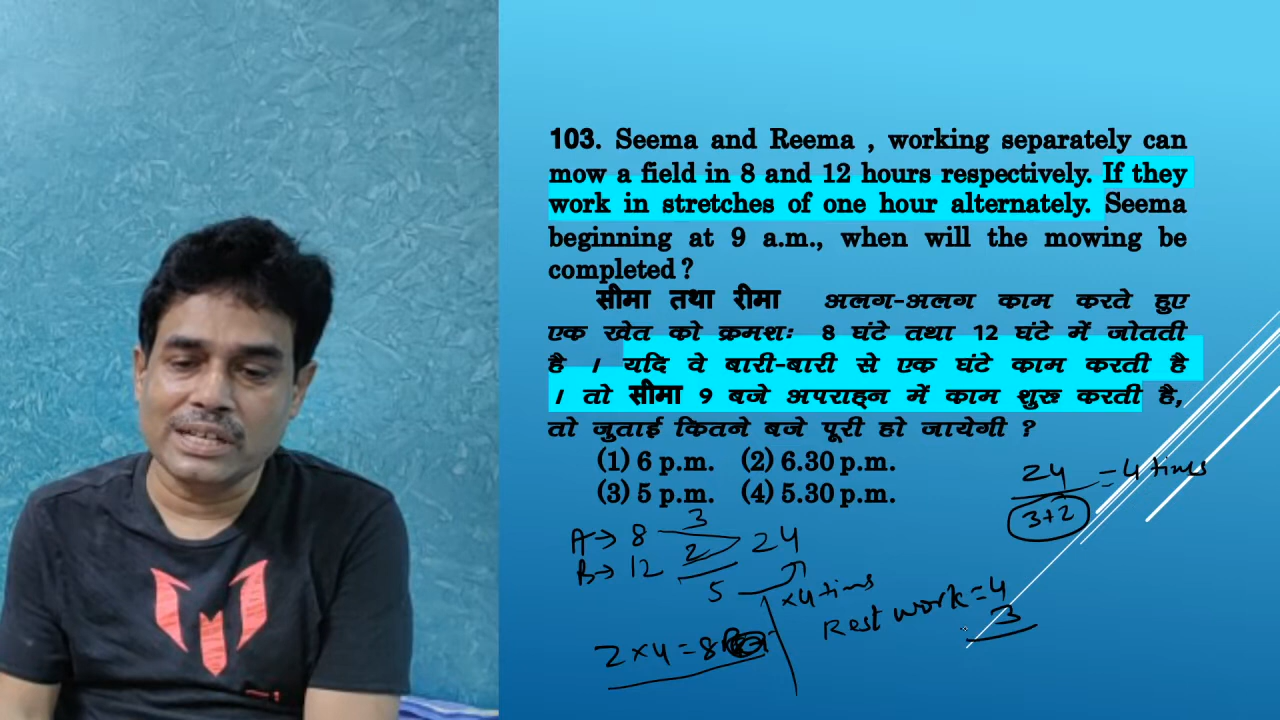 103. Seema and Reema , working separately can
mow a field in 8 and 12 hours respectively. If they
work in stretches of one hour alternately. Seema
beginning at 9 a.m., when will the mowing be
completed ?
सीमा तथा रीमा अलग-अलग काम करते हुए
एक खेत को क्रमशः 8 घंटे तथा 12 घंटे में जोतती
है । यदि वे बारी-बारी से एक घंटे काम करती है
। तो सीमा 9 बजे अपराह्न में काम शुरु करती है,
तो जुताई कितने बजे पूरी हो जायेगी ?
(1) 6 p.m. (2) 6.30 p.m.
(3) 5 p.m. (4) 5.30 p.m.
24 = 4 times
3+2
A→ 8 3 24
B→ 12 2
5 ×4 times
2×4=8
Rest work = 4
3